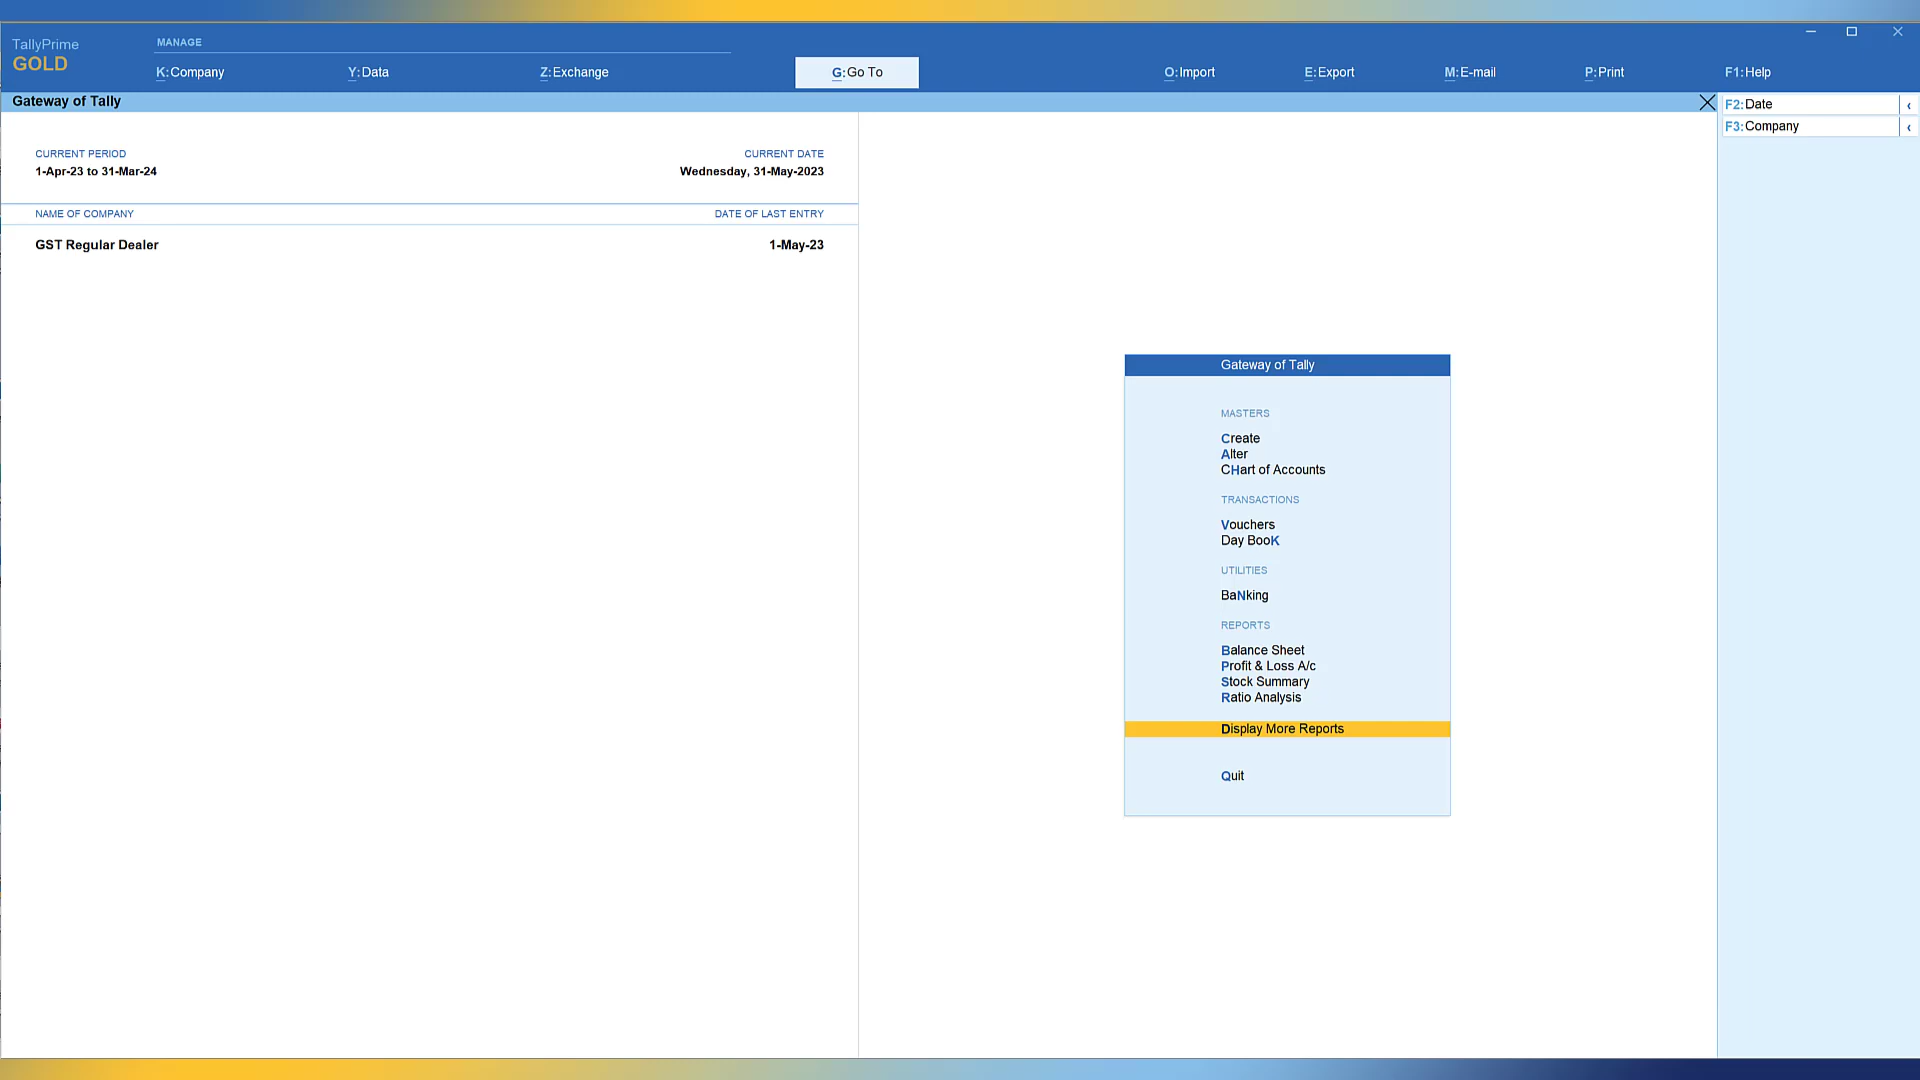 TallyPrime
GOLD
MANAGE
K:Company
Y:Data
Z:Exchange
G:Go To
O:Import
E:Export
M:E-mail
P:Print
F1:Help
Gateway of Tally
F2:Date
F3:Company
CURRENT PERIOD
CURRENT DATE
1-Apr-23 to 31-Mar-24
Wednesday, 31-May-2023
NAME OF COMPANY
DATE OF LAST ENTRY
GST Regular Dealer
1-May-23
Gateway of Tally
MASTERS
Create
Alter
CHart of Accounts
TRANSACTIONS
Vouchers
Day BooK
UTILITIES
BaNking
REPORTS
Balance Sheet
Profit & Loss A/c
Stock Summary
Ratio Analysis
Display More Reports
Quit